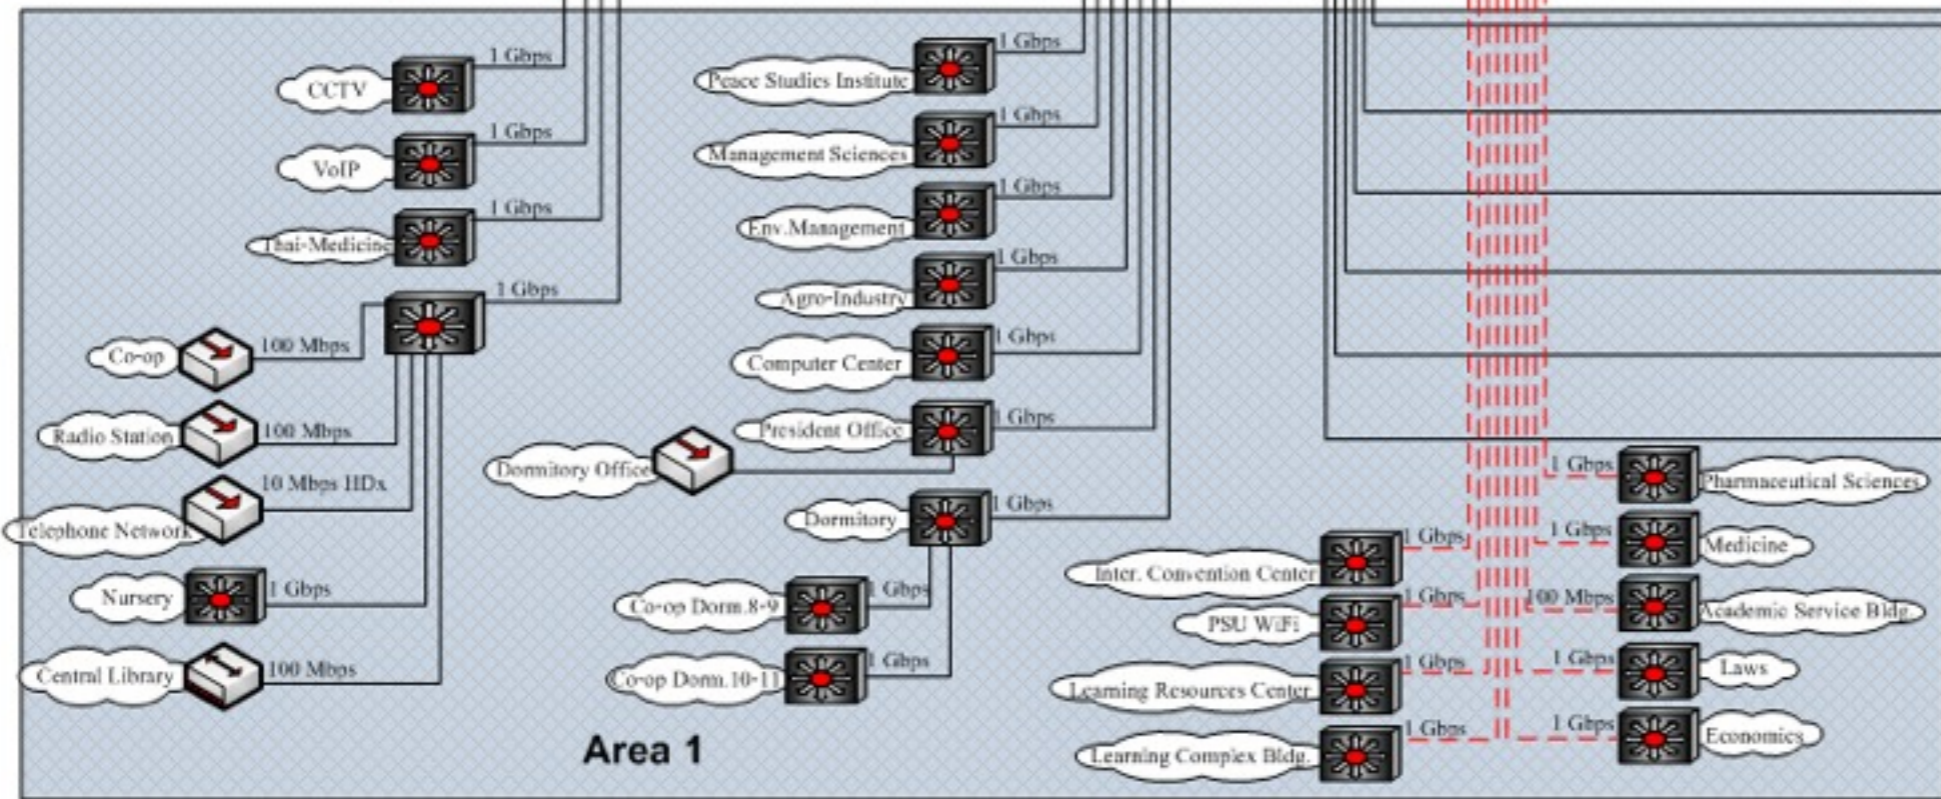 CCTV
1 Gbps
VoIP
1 Gbps
Thai-Medicine
1 Gbps
1 Gbps
Co-op
100 Mbps
Radio Station
100 Mbps
Telephone Network
10 Mbps HDx
Nursery
1 Gbps
Central Library
100 Mbps
Peace Studies Institute
1 Gbps
Management Sciences
1 Gbps
Env.Management
1 Gbps
Agro-Industry
1 Gbps
Computer Center
1 Gbps
President Office
1 Gbps
Dormitory Office
Dormitory
1 Gbps
Co-op Dorm.8-9
1 Gbps
Co-op Dorm.10-11
1 Gbps
Area 1
Inter. Convention Center
1 Gbps
PSU WiFi
1 Gbps
Learning Resources Center
1 Gbps
Learning Complex Bldg.
1 Gbps
1 Gbps
Pharmaceutical Sciences
1 Gbps
Medicine
100 Mbps
Academic Service Bldg.
1 Gbps
Laws
1 Gbps
Economics